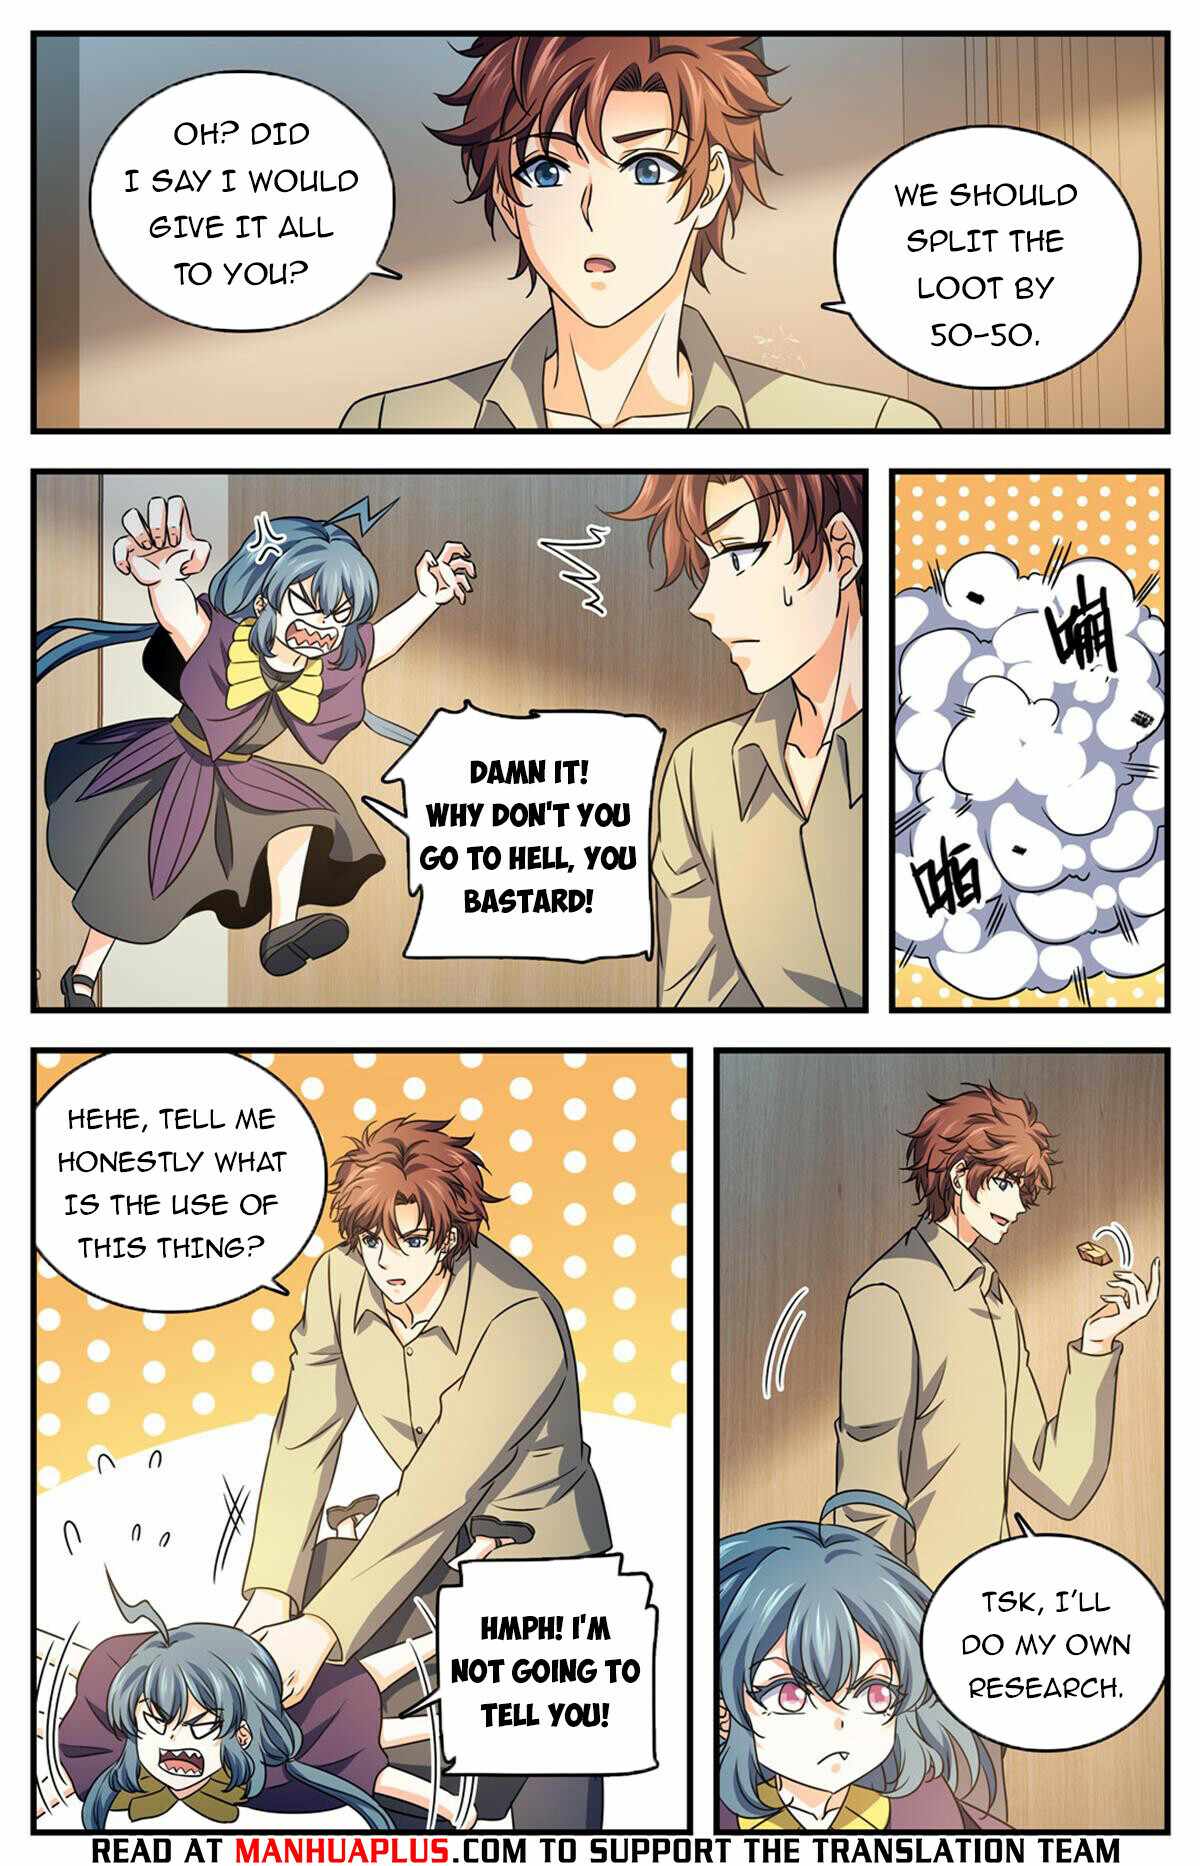 OH? DID
I SAY I WOULD
GIVE IT ALL
TO YOU?
WE SHOULD
SPLIT THE
LOOT BY
50-50.
DAMN IT!
WHY DON'T YOU
GO TO HELL, YOU
BASTARD!
啪
HEHE, TELL ME
HONESTLY WHAT
IS THE USE OF
THIS THING?
HMPH! I'M
NOT GOING TO
TELL YOU!
TSK, I'LL
DO MY OWN
RESEARCH.
READ AT MANHUAPLUS.COM TO SUPPORT THE TRANSLATION TEAM